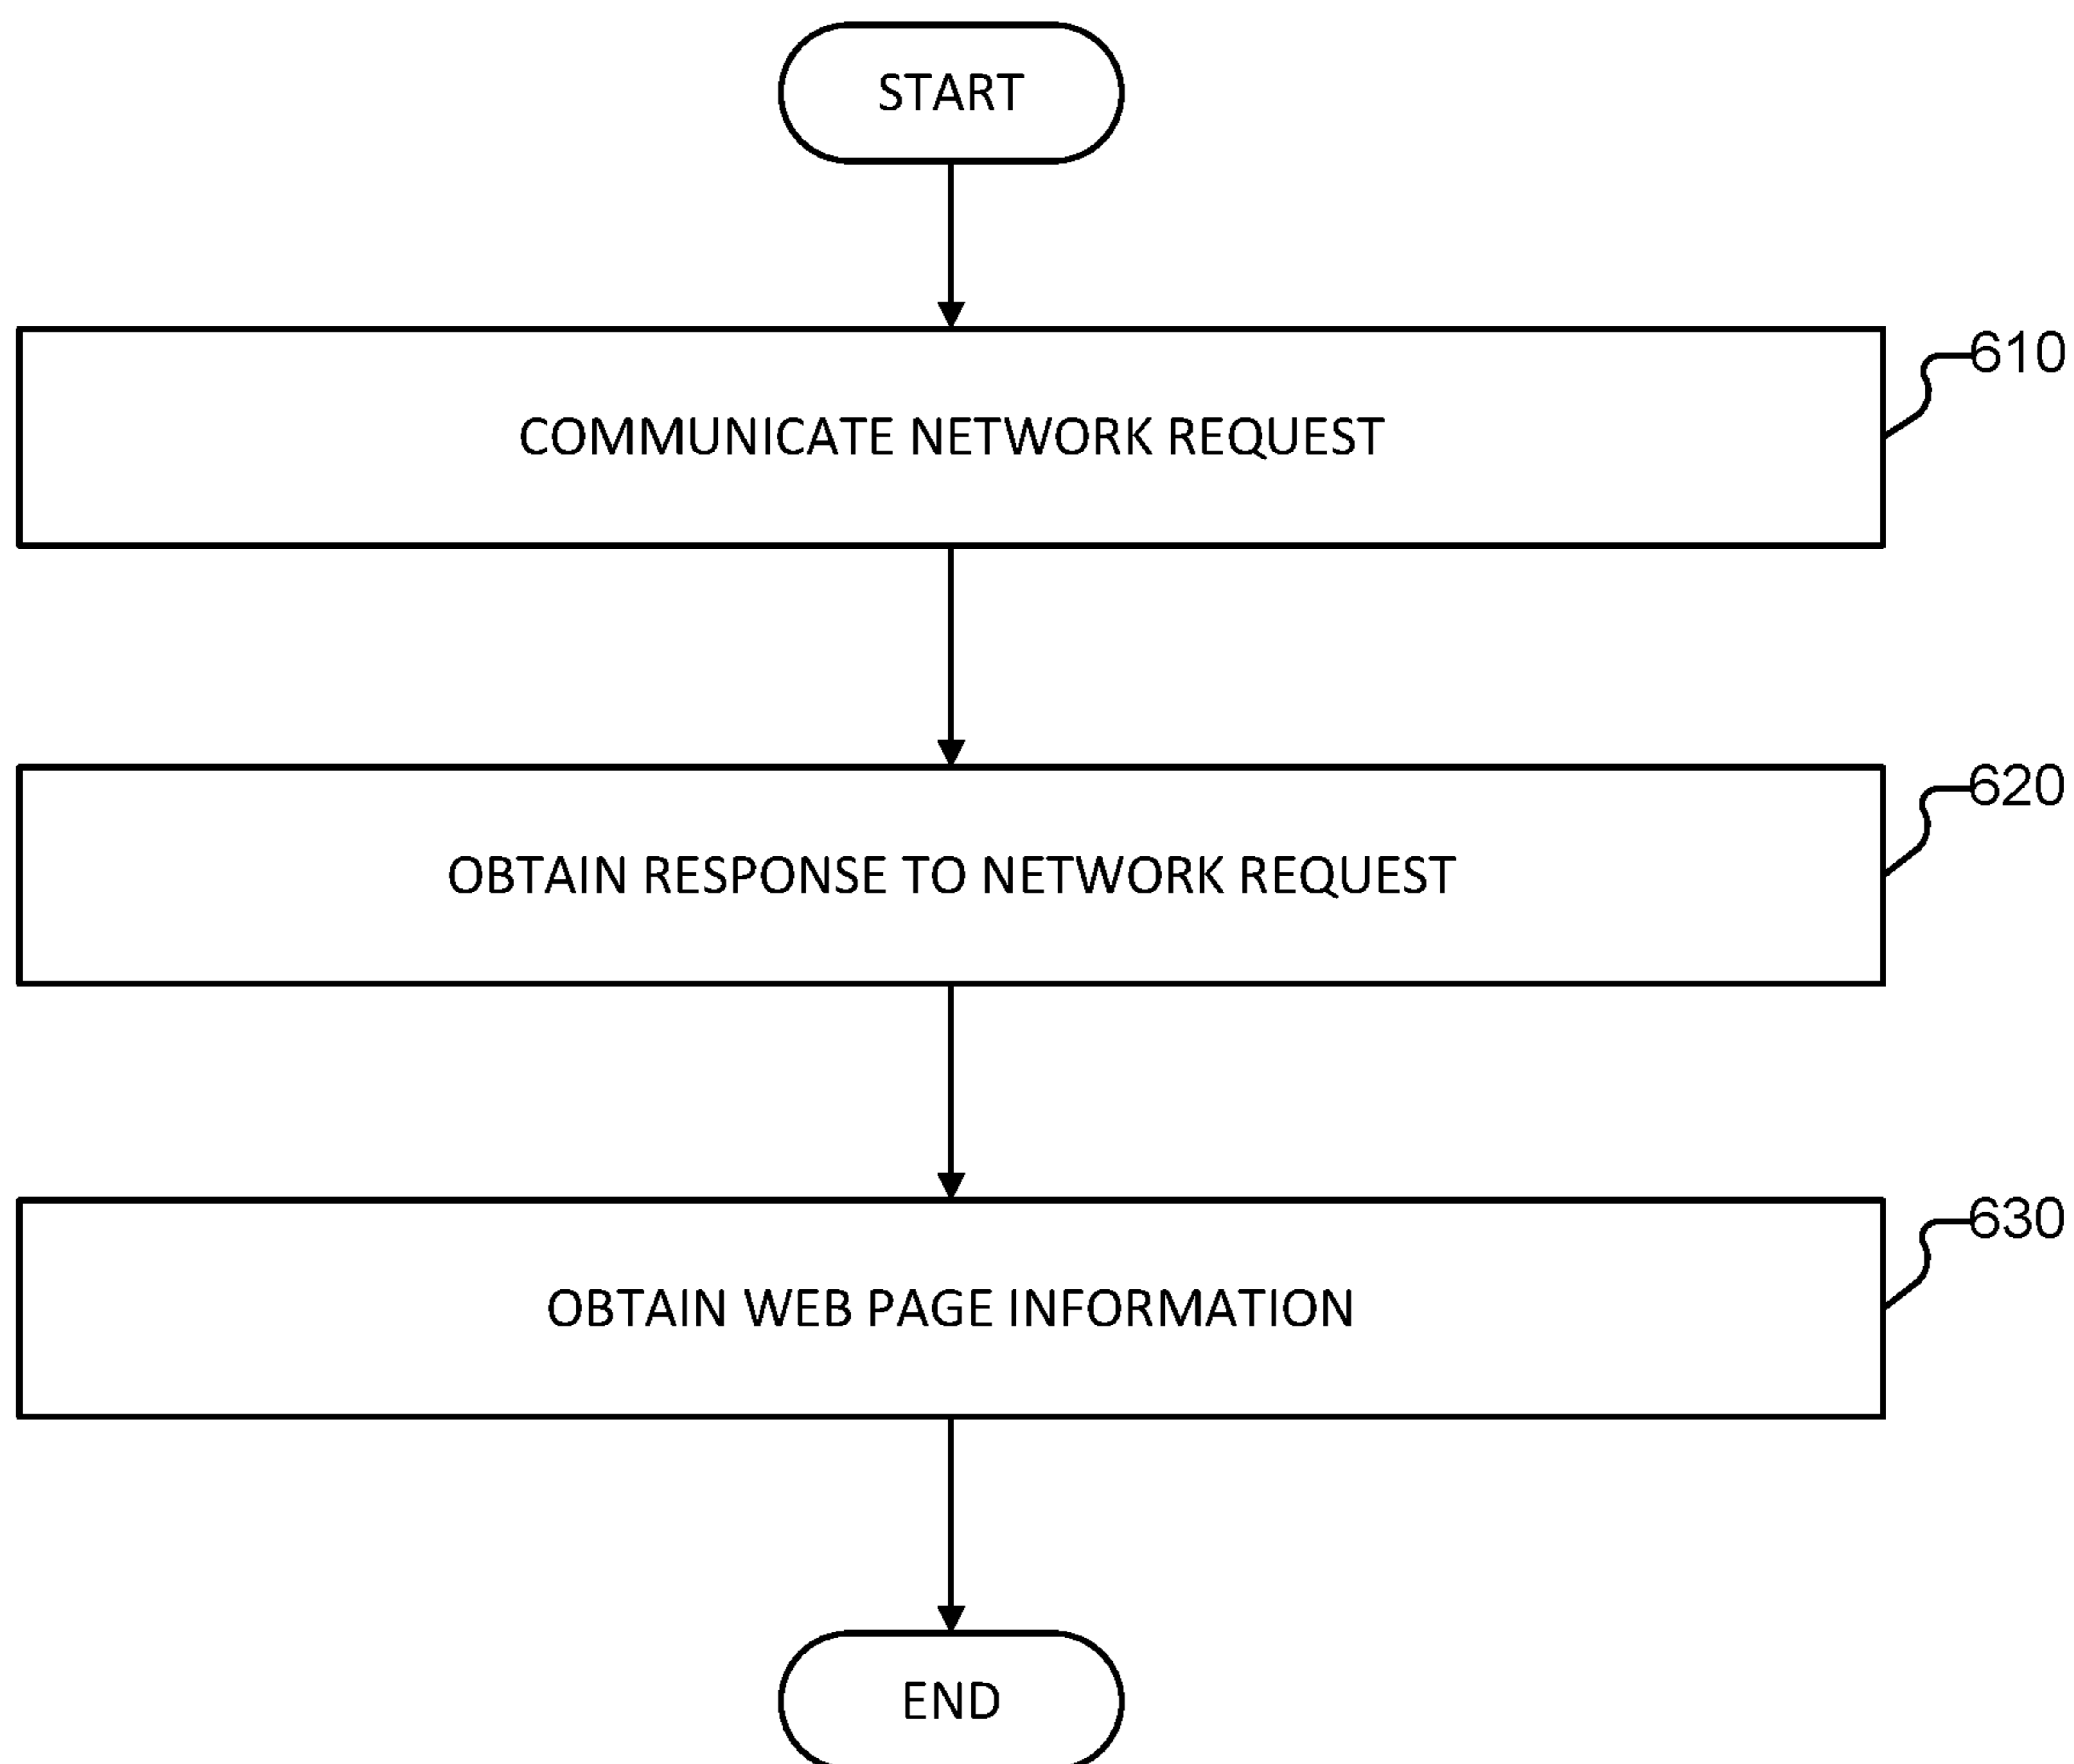 START
COMMUNICATE NETWORK REQUEST
610
OBTAIN RESPONSE TO NETWORK REQUEST
620
OBTAIN WEB PAGE INFORMATION
630
END